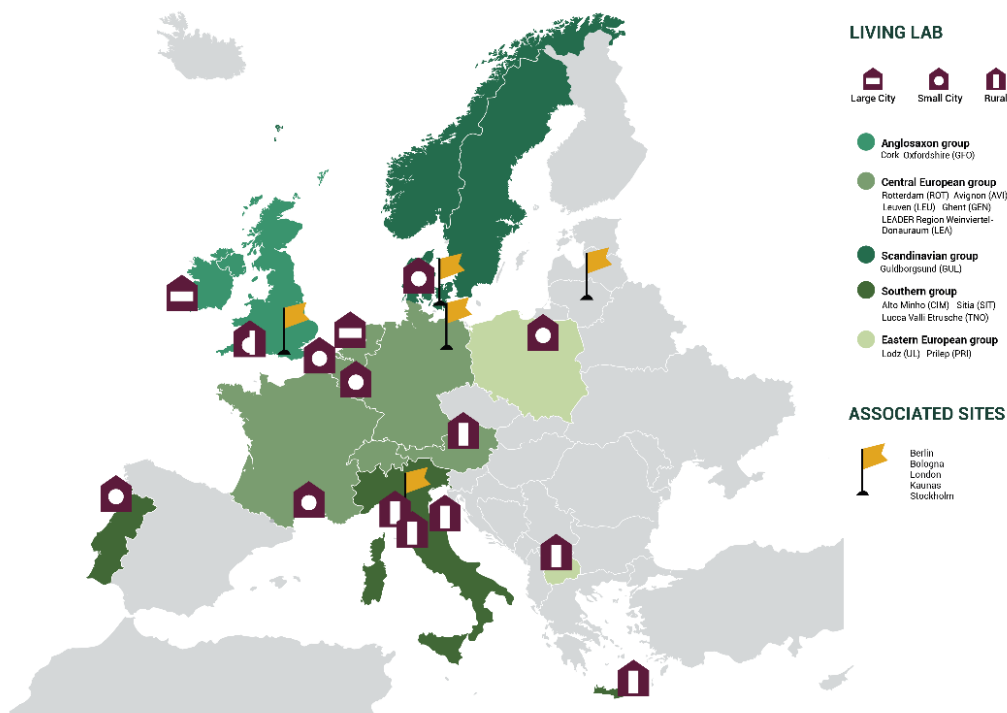 LIVING LAB
Large City Small City Rural
Anglosaxon group
Cork Oxfordshire (GFO)
Central European group
Rotterdam (ROT) Avignon (AVI)
Leuven (LEU) Ghent (GEN)
LEADER Region Weinviertel-
Donauraum (LEA)
Scandinavian group
Guldborgsund (GUL)
Southern group
Alto Minho (CIM) Sitia (SIT)
Lucca Valli Etrusche (TNO)
Eastern European group
Lodz (UL) Prilep (PRI)
ASSOCIATED SITES
Berlin
Bologna
London
Kaunas
Stockholm